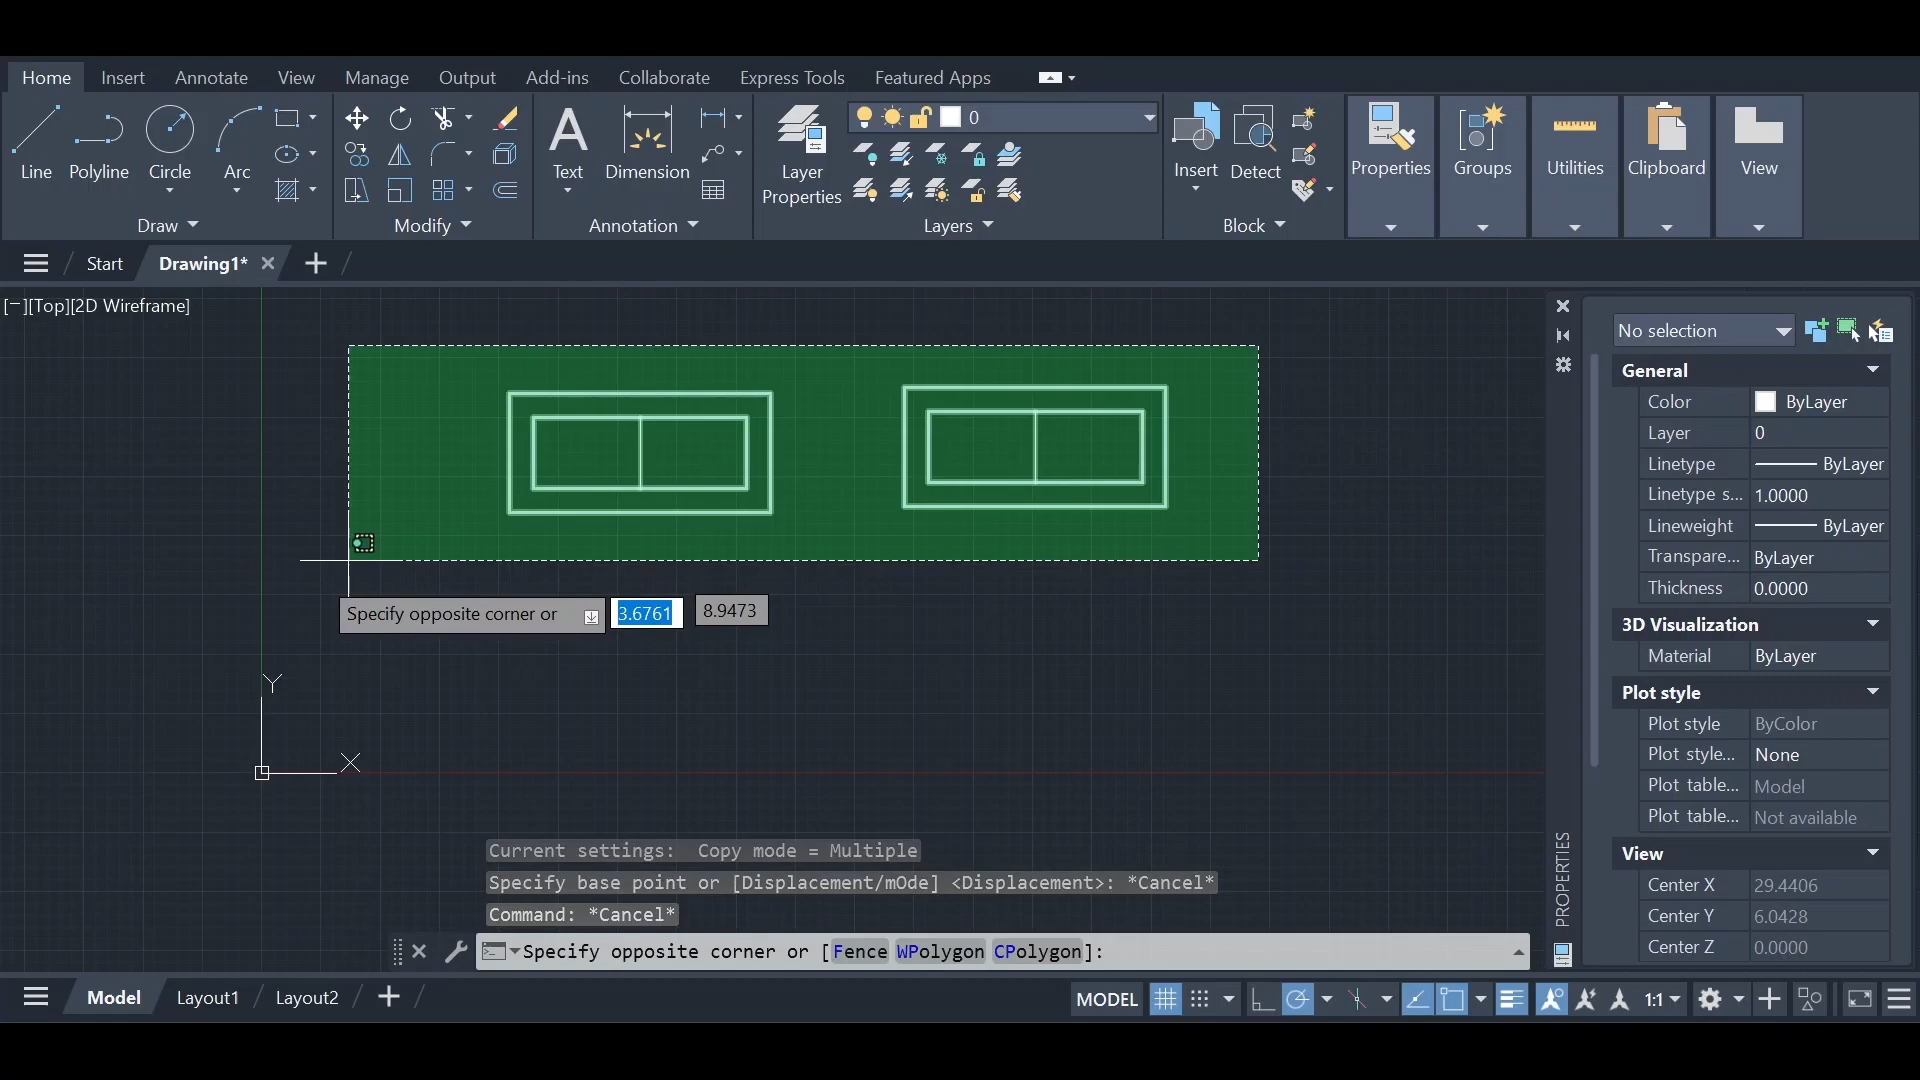 Home Insert Annotate View Manage Output Add-ins Collaborate Express Tools Featured Apps
0
Line Polyline Circle Arc Text Dimension Layer Properties Insert Detect Properties Groups Utilities Clipboard View
Draw Modify Annotation Layers Block
Start Drawing1*
[−][Top][2D Wireframe]
No selection
General
Color ByLayer
Layer 0
Linetype ByLayer
Linetype s... 1.0000
Lineweight ByLayer
Transpare... ByLayer
Thickness 0.0000
3D Visualization
Material ByLayer
Plot style
Plot style ByColor
Plot style... None
Plot table... Model
Plot table... Not available
View
Center X 29.4406
Center Y 6.0428
Center Z 0.0000
PROPERTIES
Specify opposite corner or 3.6761 8.9473
Y
X
Current settings:  Copy mode = Multiple
Specify base point or [Displacement/mOde] <Displacement>: *Cancel*
Command: *Cancel*
Specify opposite corner or [Fence WPolygon CPolygon]:
Model Layout1 Layout2
MODEL 1:1